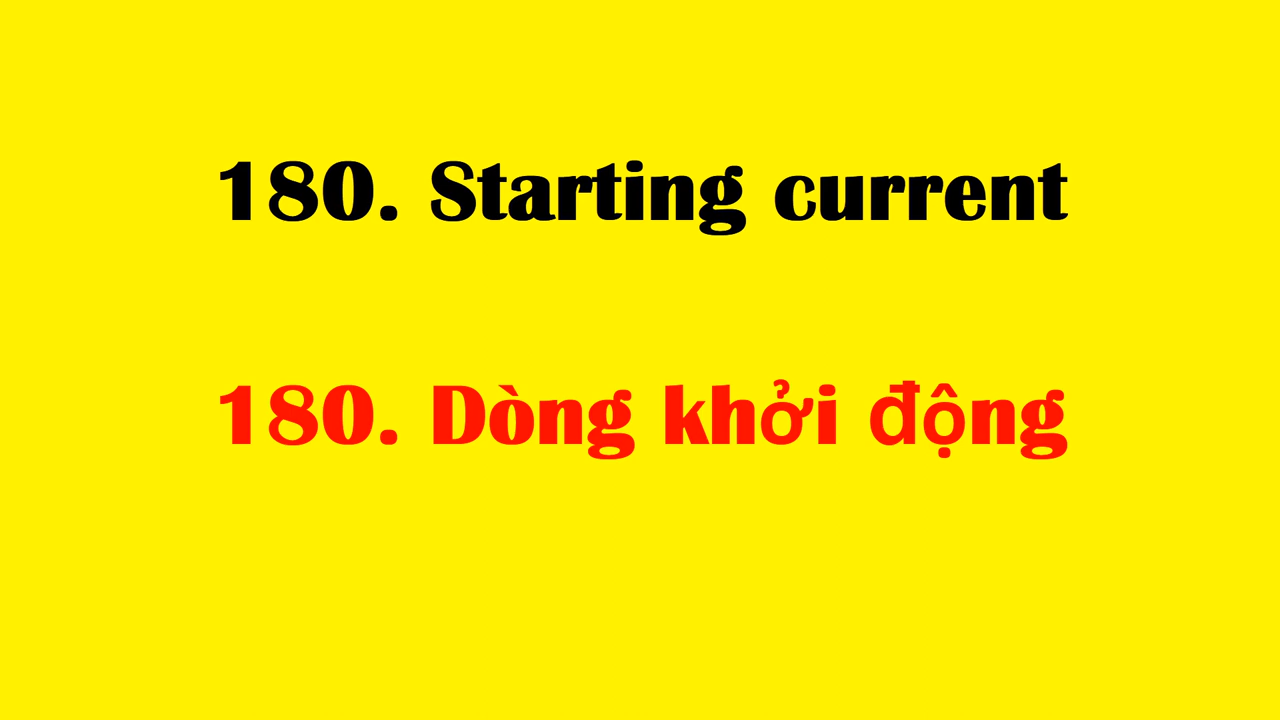 180. Starting current
180. Dòng khởi động